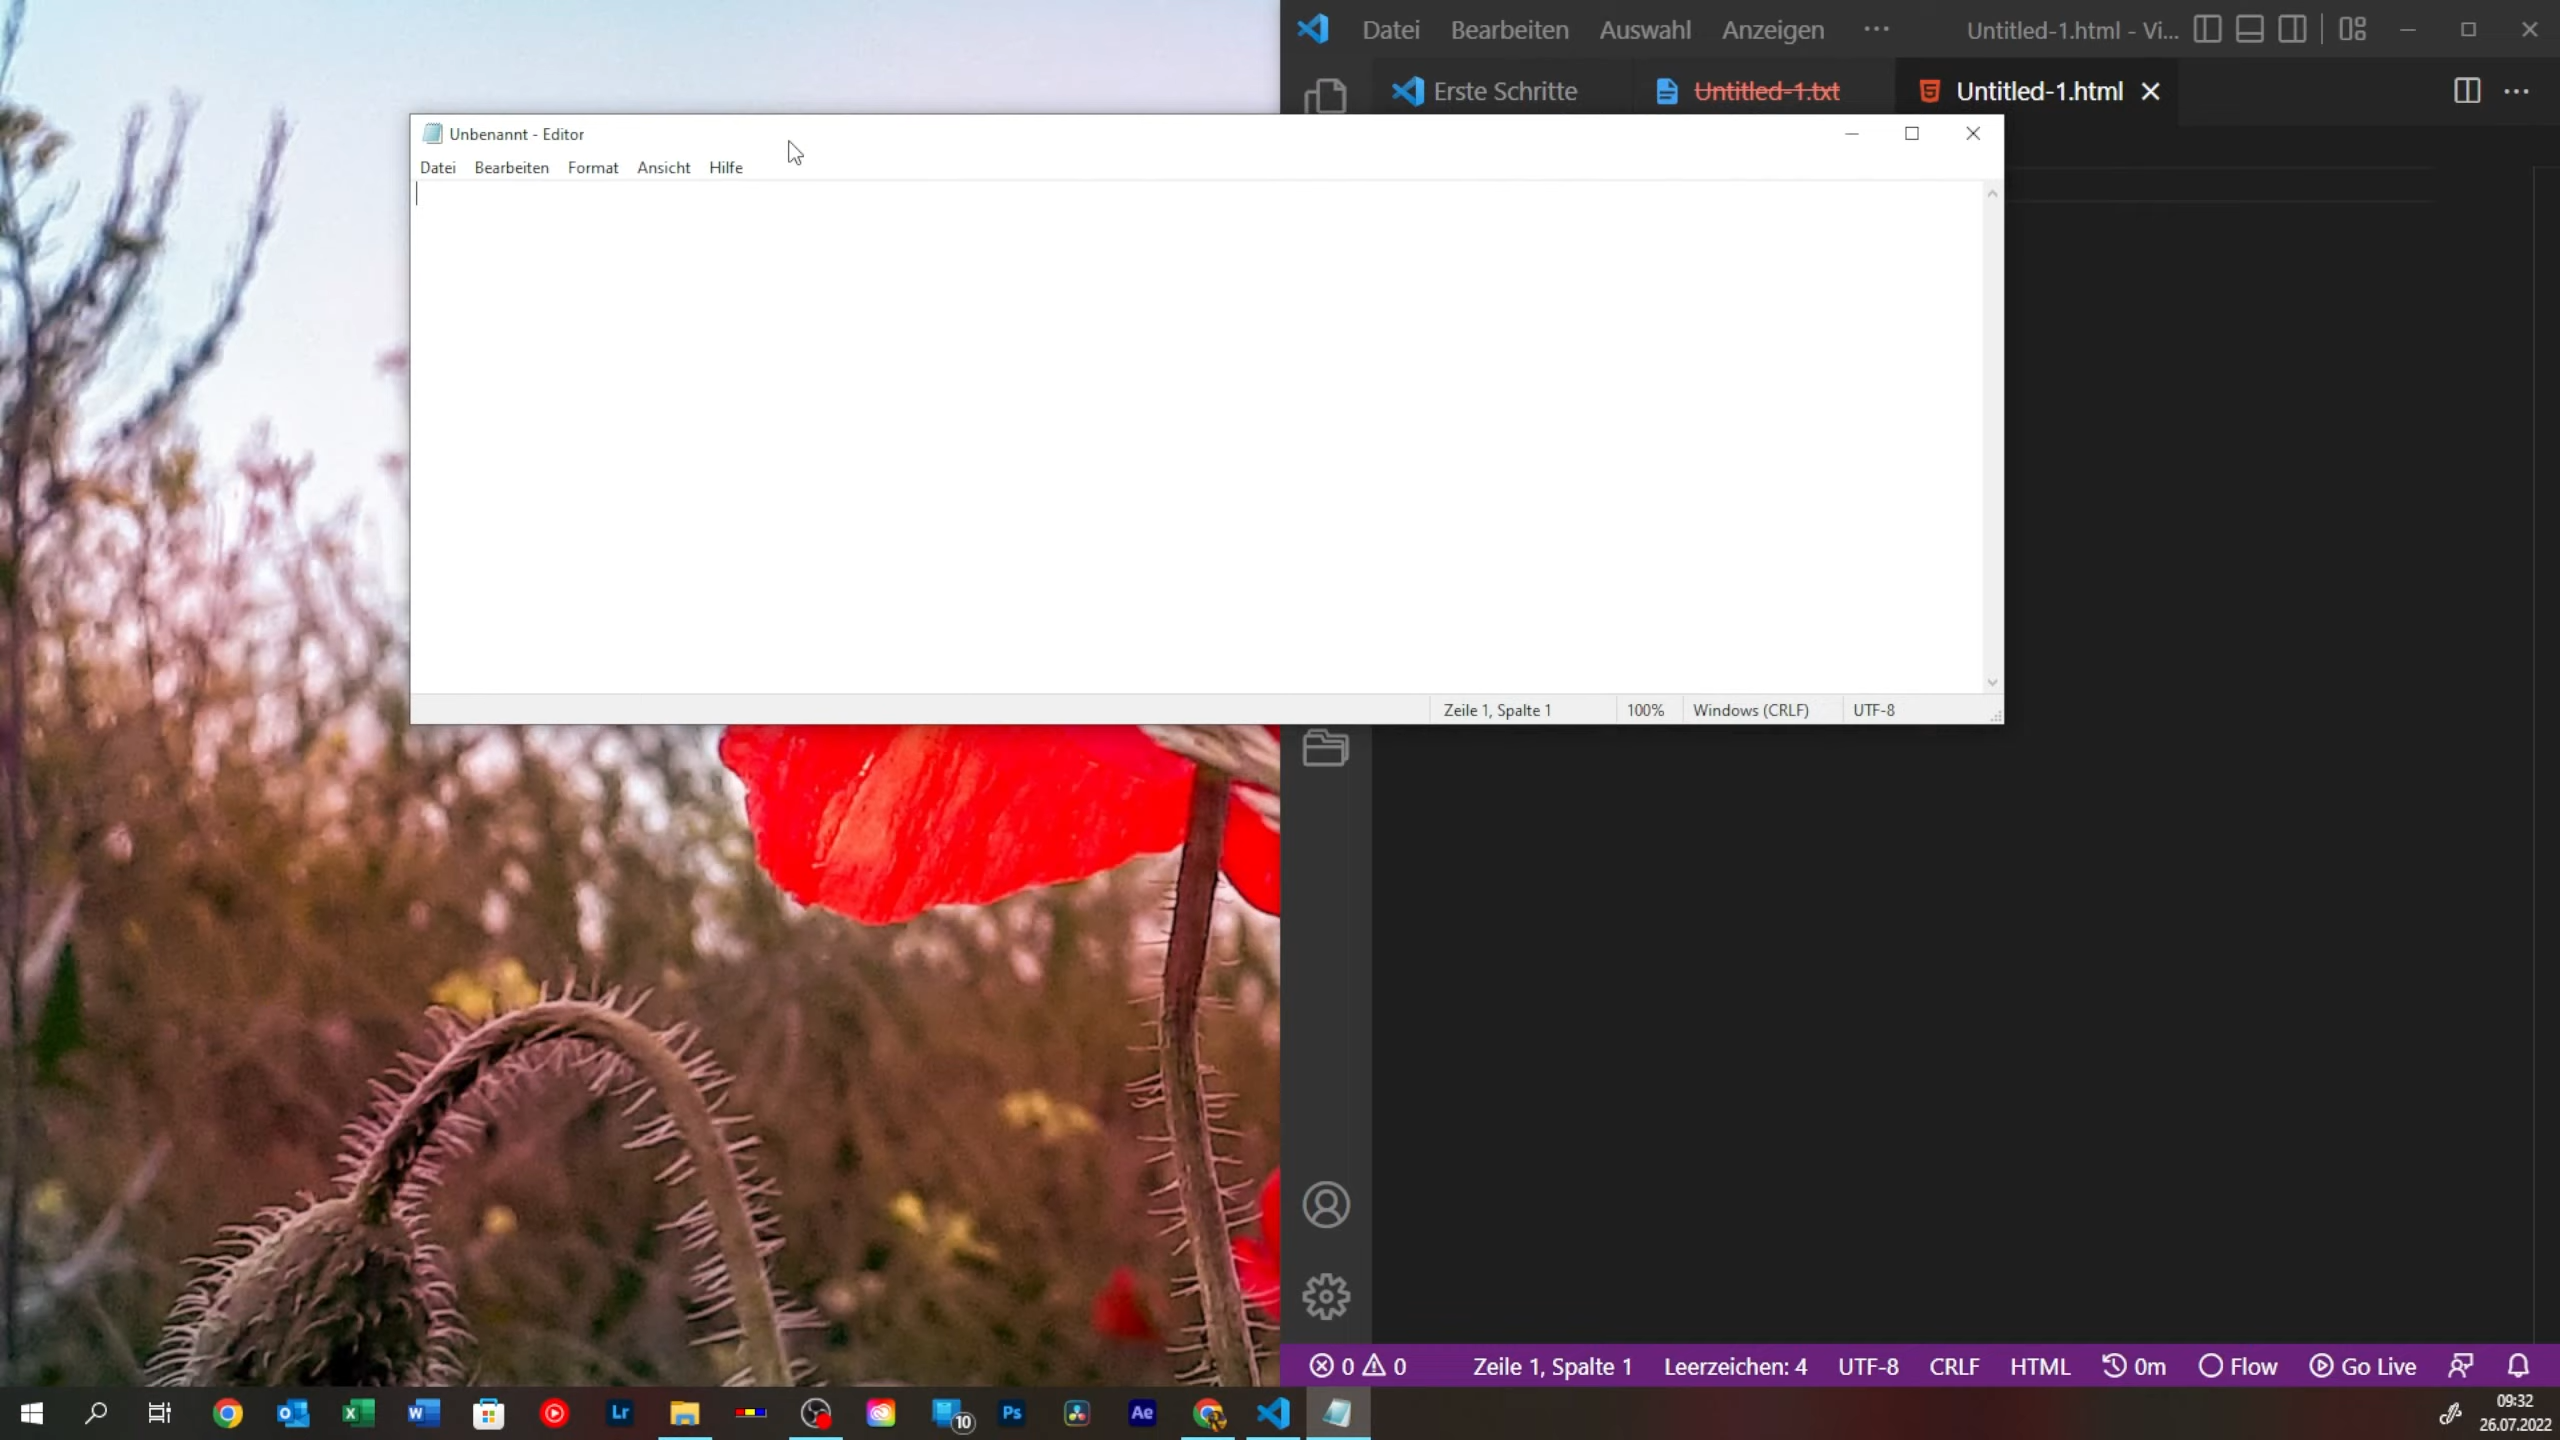 Datei Bearbeiten Auswahl Anzeigen ··· Untitled-1.html - Vi...
Erste Schritte Untitled-1.txt Untitled-1.html
Unbenannt - Editor
Datei Bearbeiten Format Ansicht Hilfe
Zeile 1, Spalte 1 100% Windows (CRLF) UTF-8
0 0 Zeile 1, Spalte 1 Leerzeichen: 4 UTF-8 CRLF HTML 0m Flow Go Live
Lr 10 Ps Ae
09:32
26.07.2022